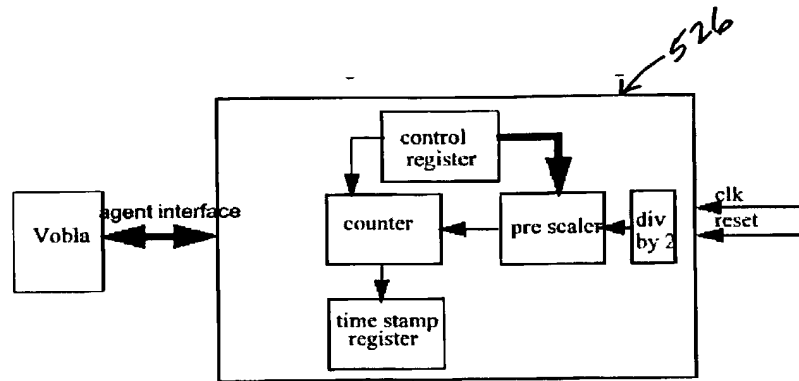 526
control
register
clk
agent interface
reset
Vobla
counter
pre scaler
div
by 2
time stamp
register